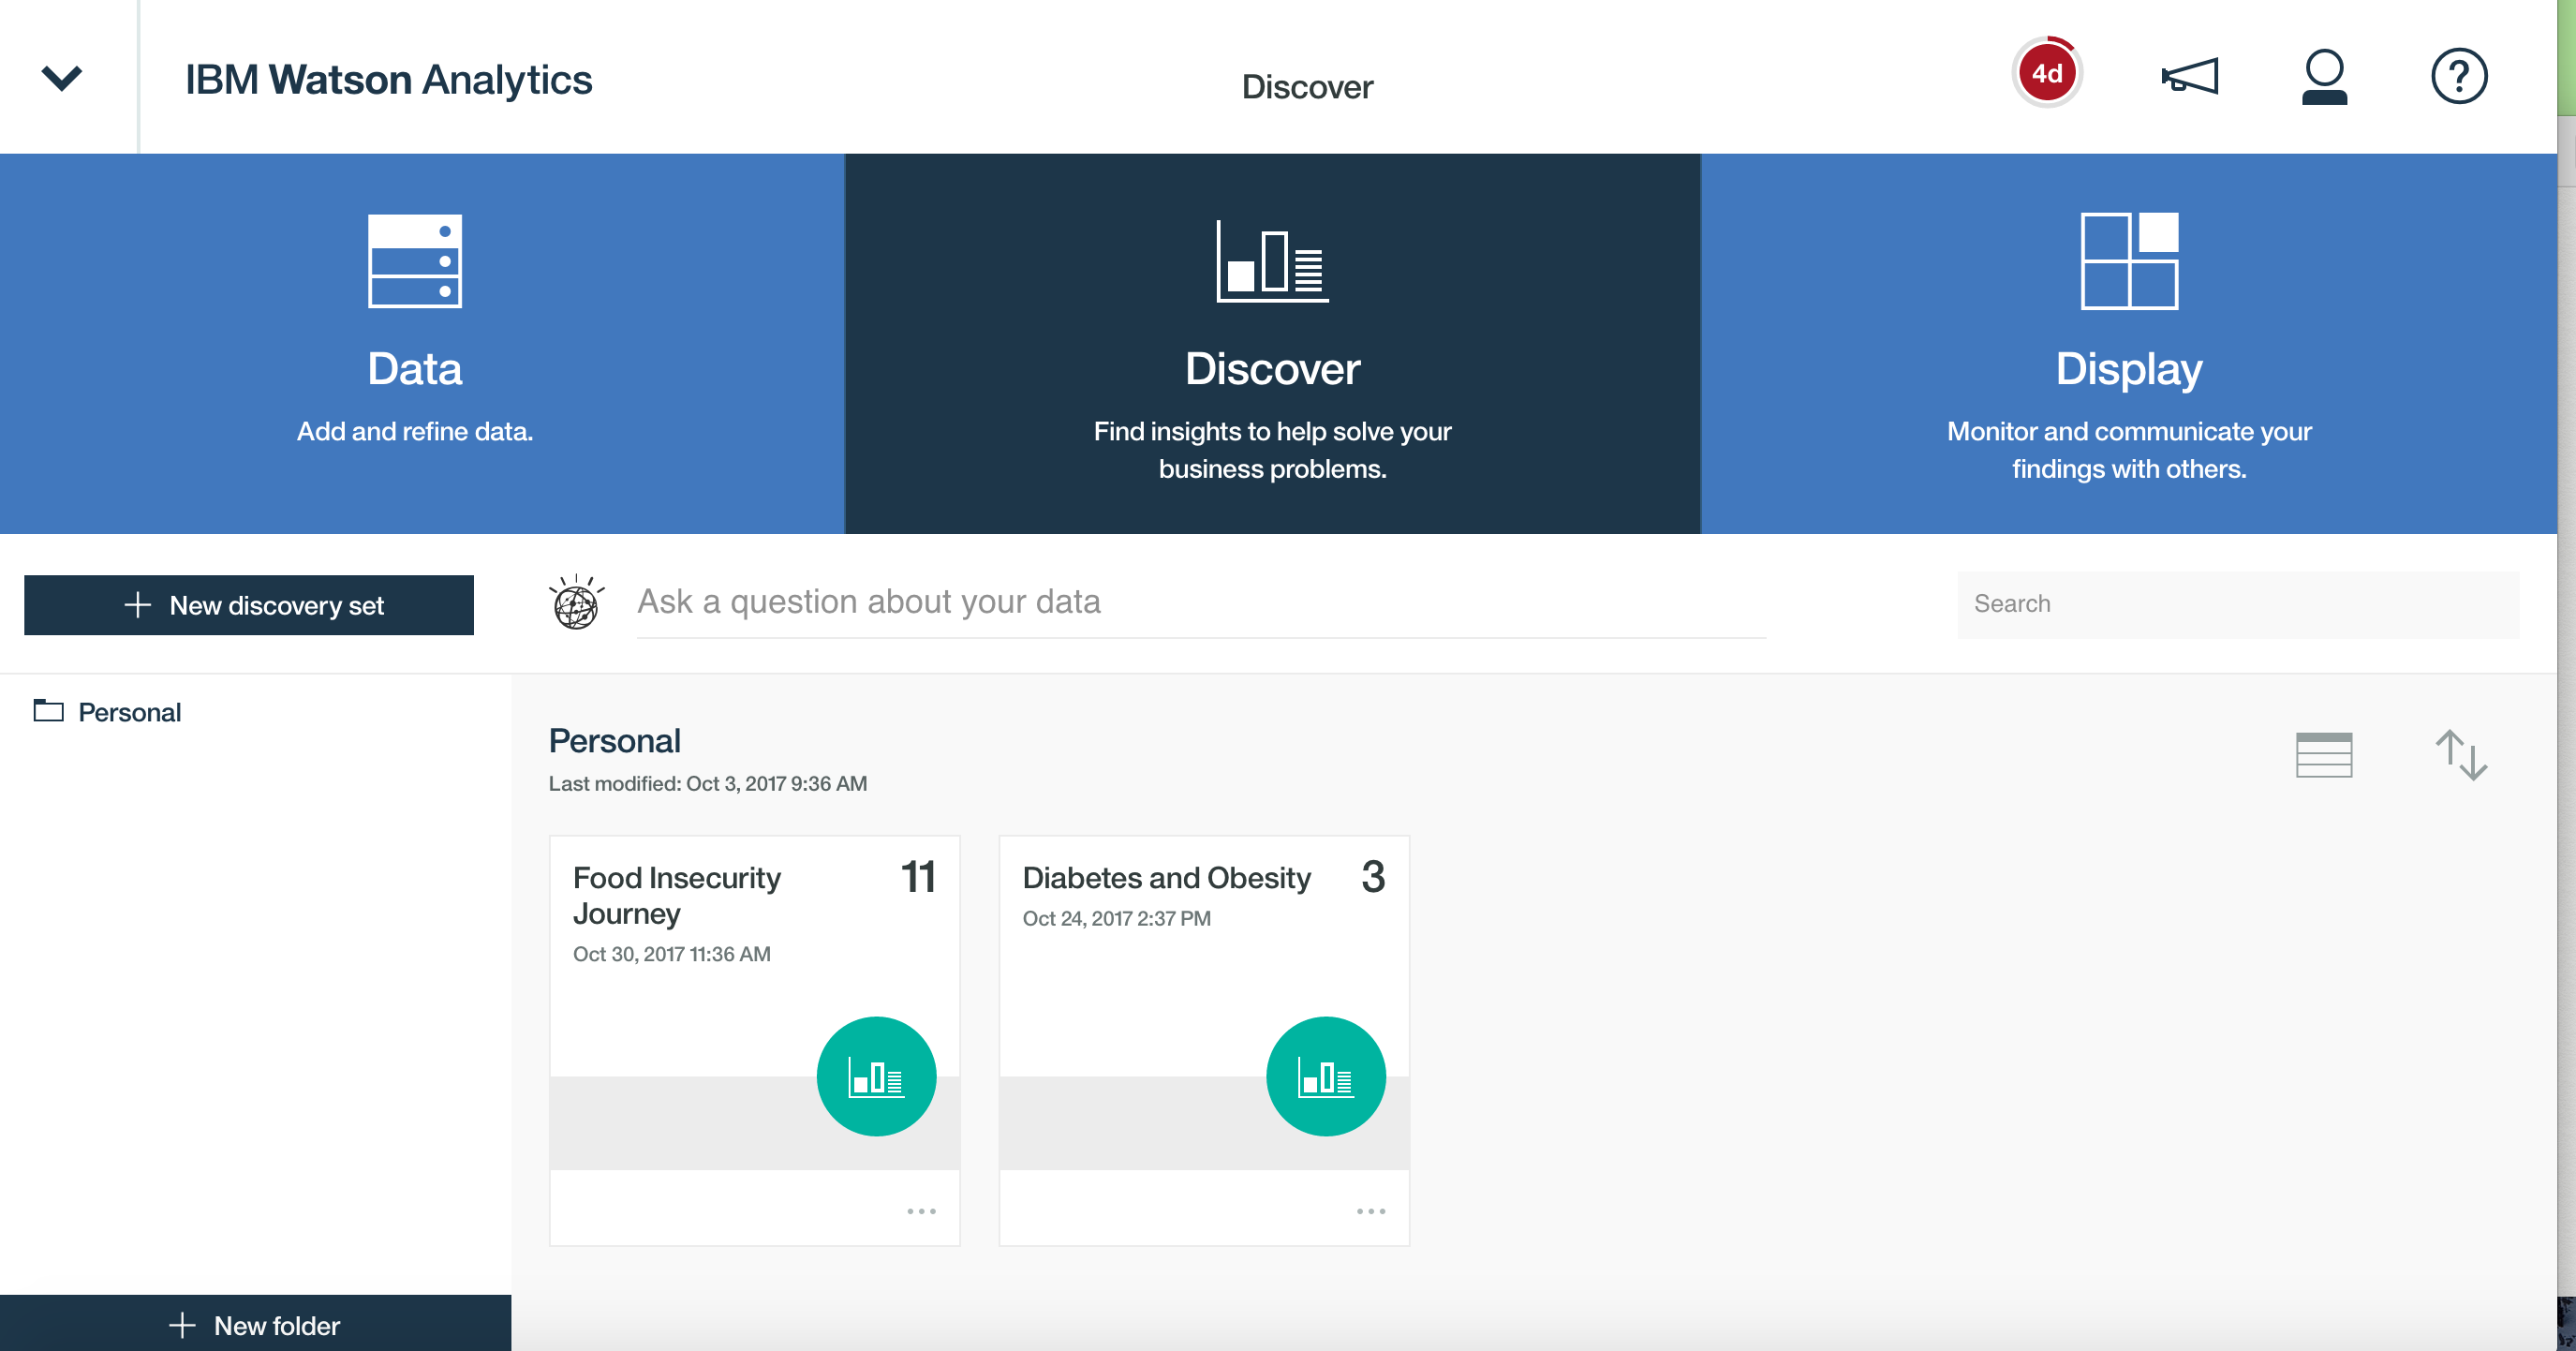 IBM Watson Analytics
Discover
4d
?
Data
Add and refine data.
Discover
Find insights to help solve your
business problems.
Display
Monitor and communicate your
findings with others.
New discovery set
Ask a question about your data
Search
Personal
Personal
Last modified: Oct 3, 2017 9:36 AM
Food Insecurity
Journey
11
Oct 30, 2017 11:36 AM
Diabetes and Obesity
3
Oct 24, 2017 2:37 PM
New folder